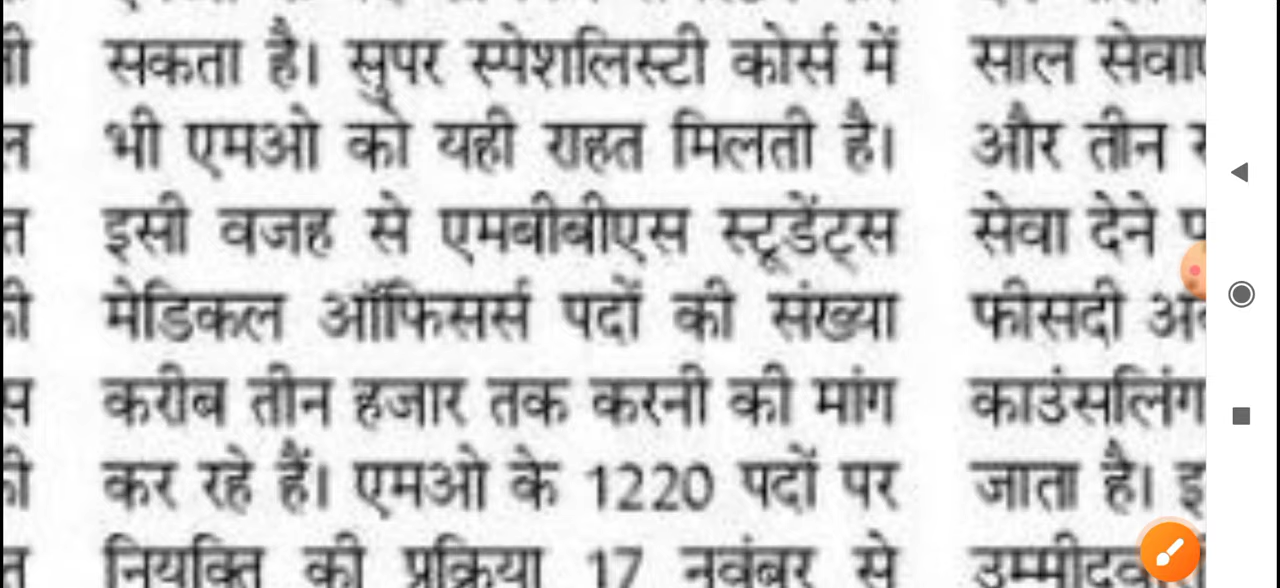 सकता है। सुपर स्पेशलिस्टी कोर्स में
भी एमओ को यही राहत मिलती है।
इसी वजह से एमबीबीएस स्टूडेंट्स
मेडिकल ऑफिसर्स पदों की संख्या
करीब तीन हजार तक करनी की मांग
कर रहे हैं। एमओ के 1220 पदों पर
नियुक्ति की प्रक्रिया 17 नवंबर से
साल
और तीन
सेवा देने
फीसदी
काउंसलिंग
जाता है।